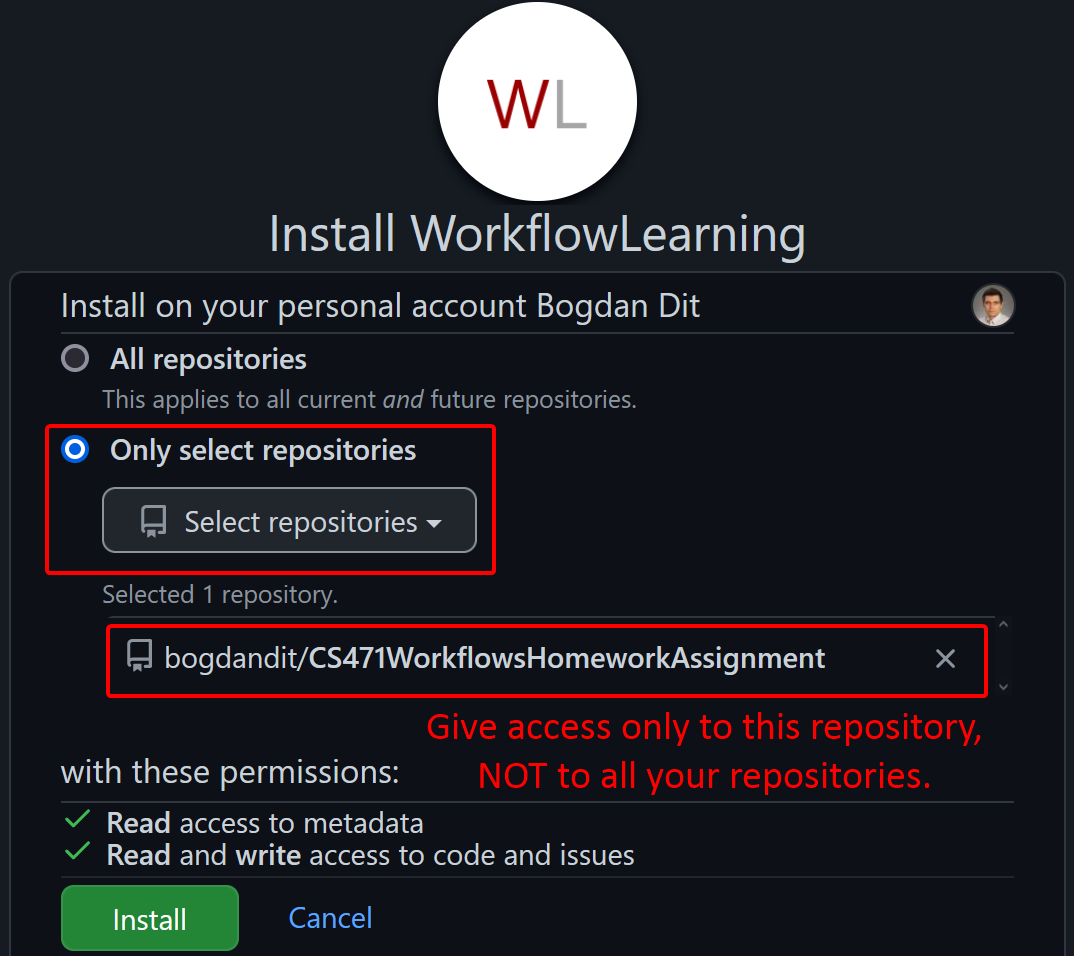 WL
Install WorkflowLearning
Install on your personal account Bogdan Dit
All repositories
This applies to all current and future repositories.
Only select repositories
Select repositories
Selected 1 repository.
bogdandit/CS471WorkflowsHomeworkAssignment
Give access only to this repository,
NOT to all your repositories.
with these permissions:
Read access to metadata
Read and write access to code and issues
Install
Cancel